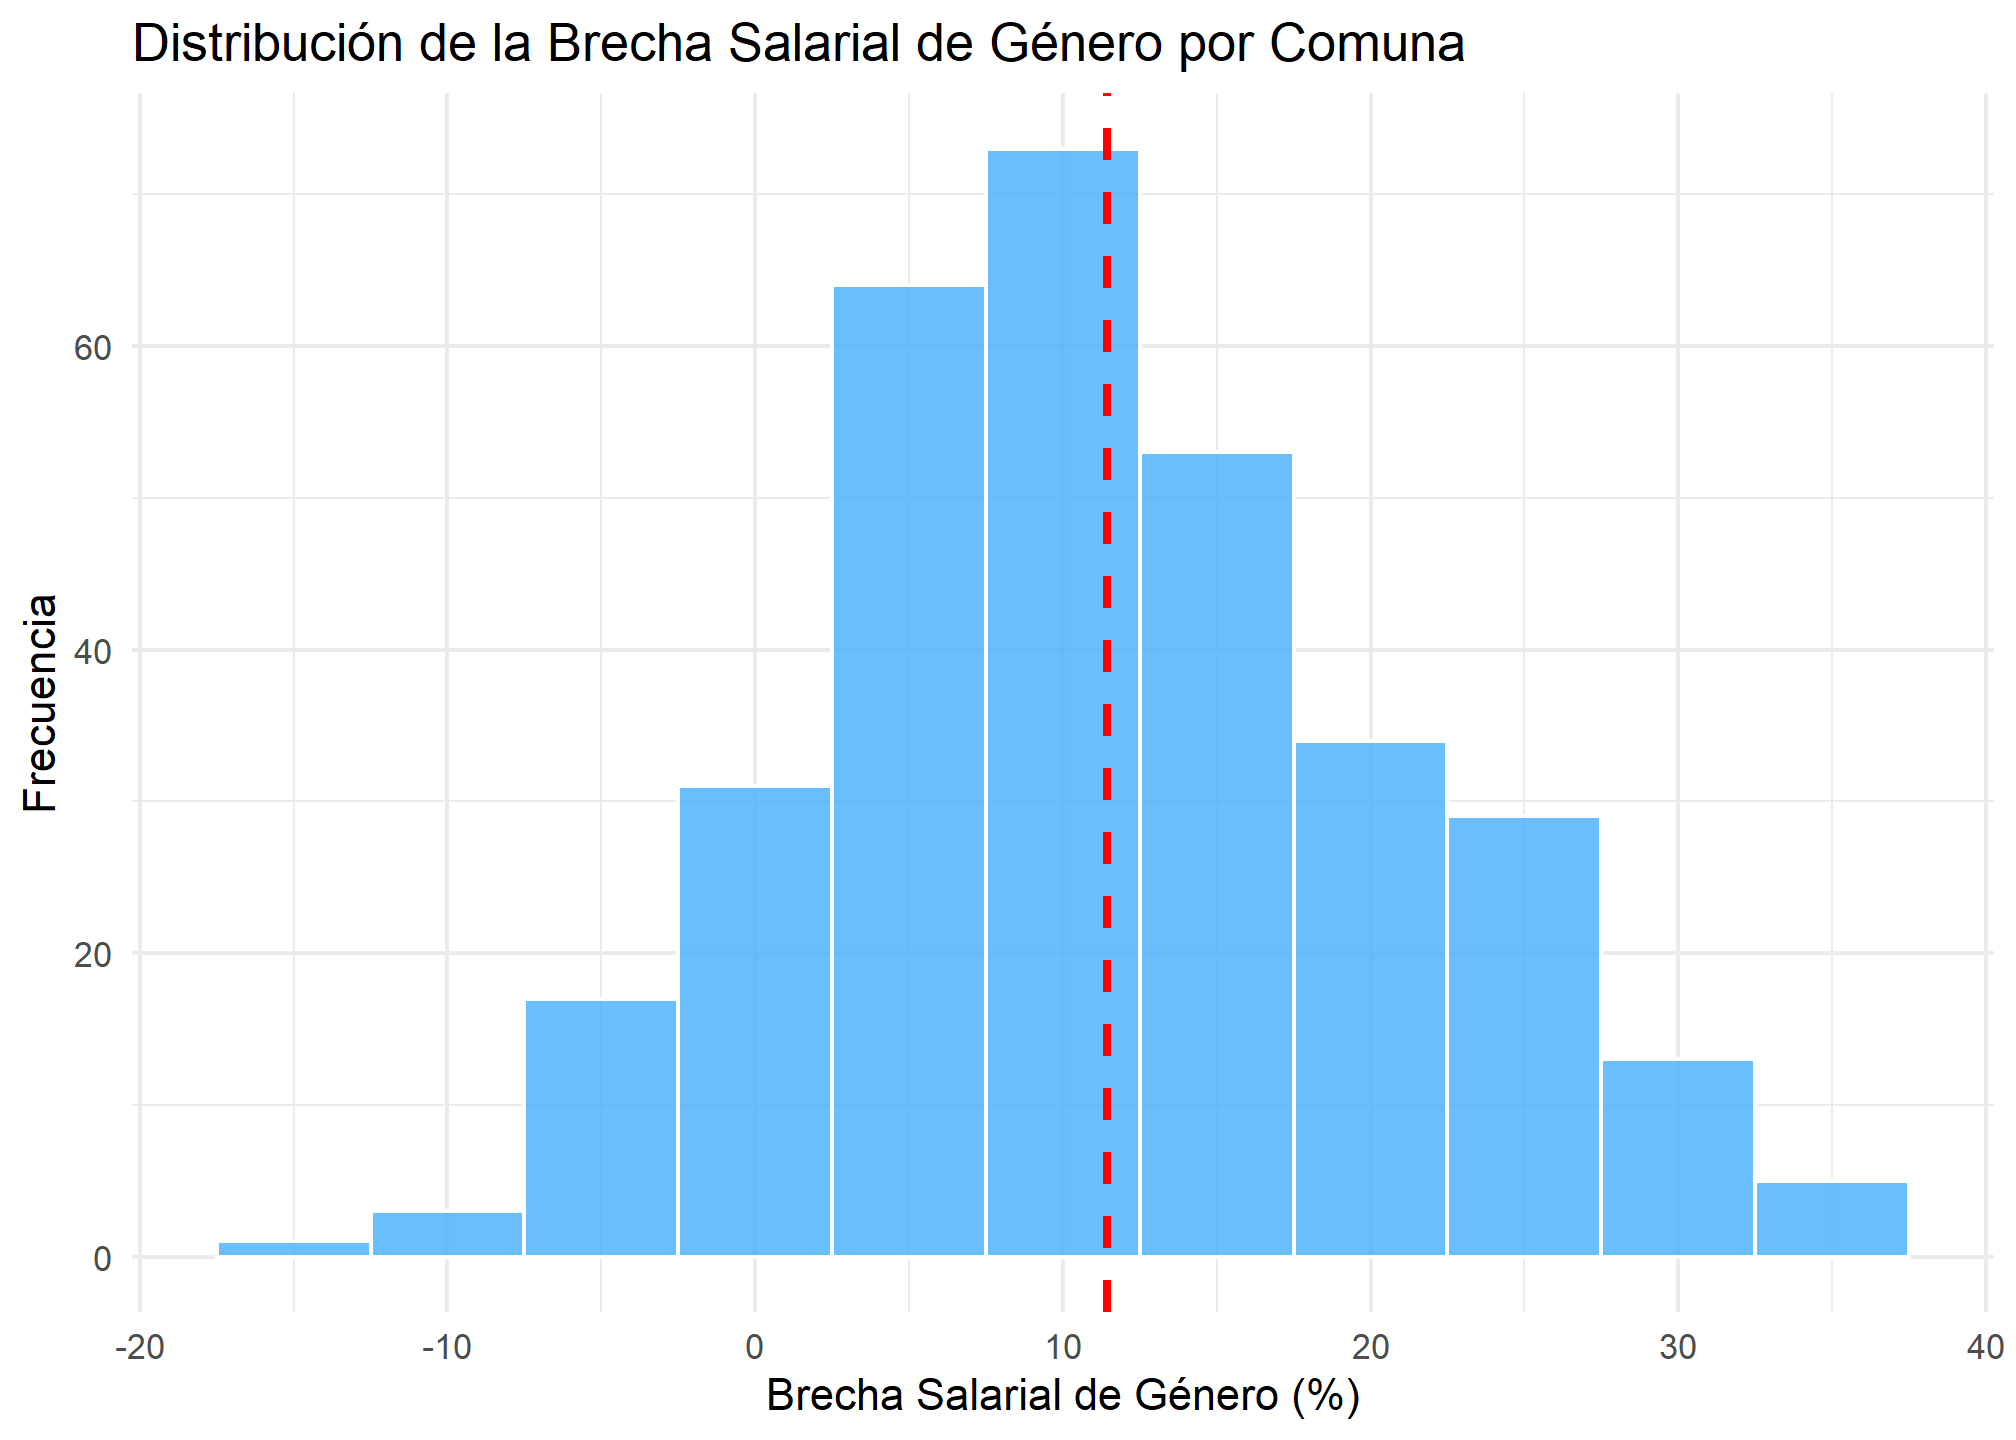 Distribución de la Brecha Salarial de Género por Comuna
60
40
20
0
Frecuencia
-20 -10 0 10 20 30 40
Brecha Salarial de Género (%)